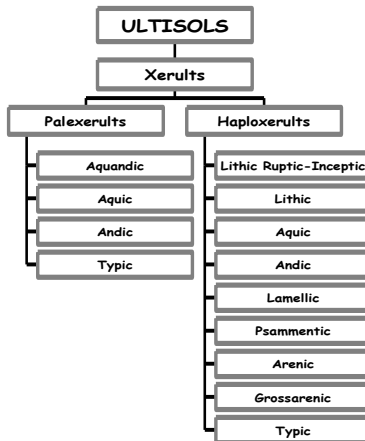 ULTISOLS
Xerults
Palexerults
Haploxerults
Aquandic
Aquic
Andic
Typic
Lithic Ruptic-Inceptic
Lithic
Aquic
Andic
Lamellic
Psammentic
Arenic
Grossarenic
Typic